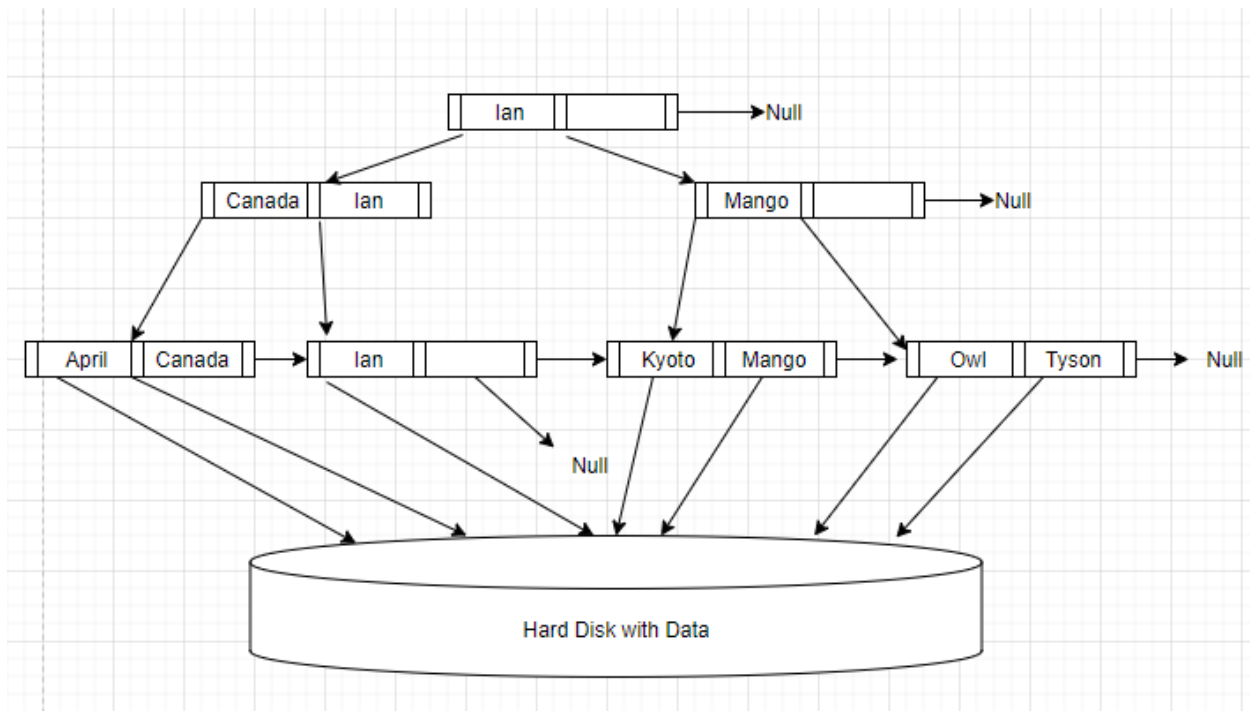 Ian
Null
Canada Ian
Mango
Null
April Canada
Ian
Kyoto Mango
Owl Tyson
Null
Null
Hard Disk with Data